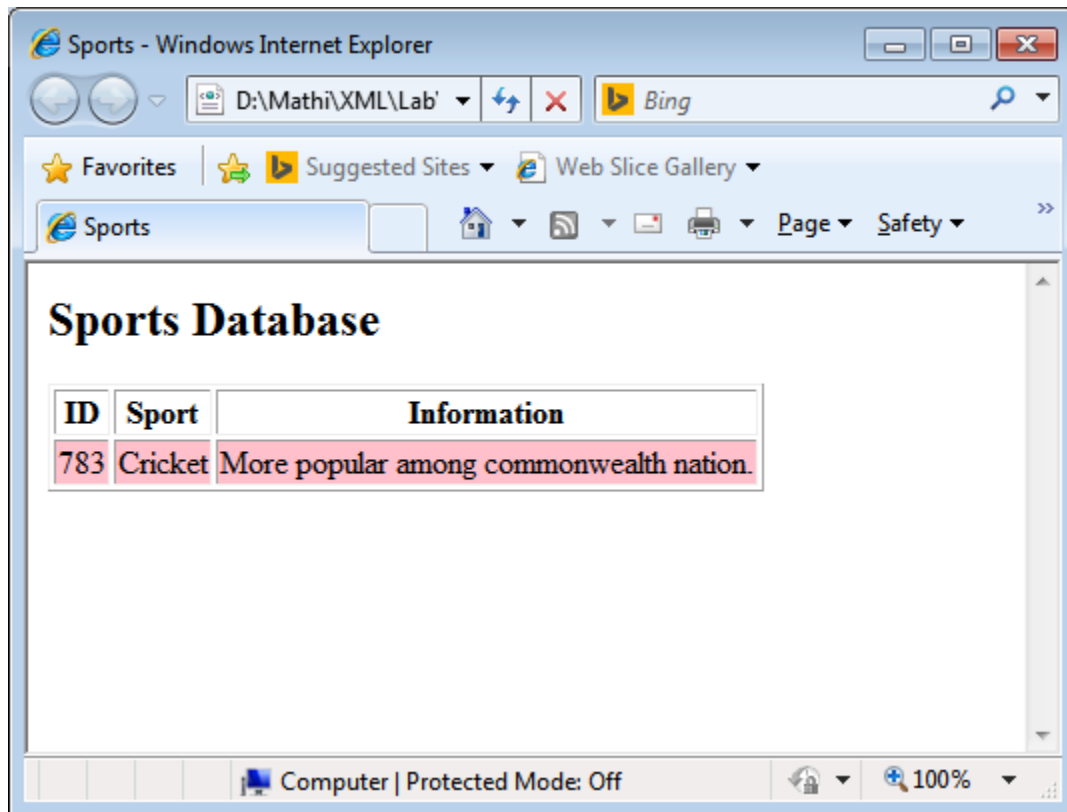 Sports - Windows Internet Explorer
D:\Mathi\XML\Lab' Bing
Favorites Suggested Sites Web Slice Gallery
Sports Page Safety
Sports Database
ID Sport Information
783 Cricket More popular among commonwealth nation.
Computer | Protected Mode: Off 100%